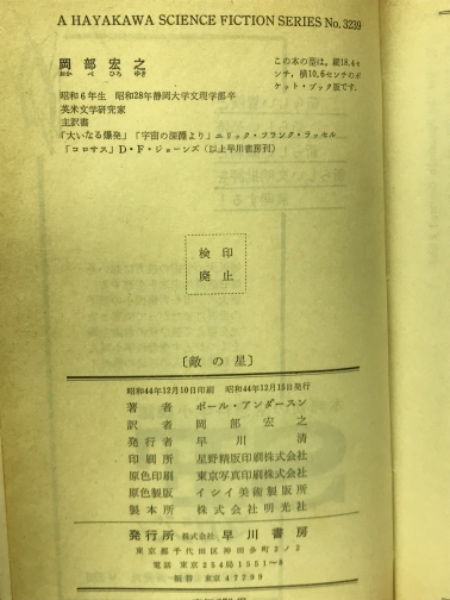 A HAYAKAWA SCIENCE FICTION SERIES No. 3239
岡部宏之
おか べ ひろ ゆき
この本の型は，縦18.4セ
ンチ，横10.6センチのポ
ケット・ブック版です.
昭和6年生 昭和28年静岡大学文理学部卒
英米文学研究家
主訳書
「大いなる爆発」「宇宙の深淵より」エリック・フランク・ラッセル
「コロサス」D・F・ジョーンズ（以上早川書房刊）
検印
廃止
〔敵の星〕
昭和44年12月10日印刷 昭和44年12月15日発行
著者 ポール・アンダースン
訳者 岡部宏之
発行者 早川清
印刷所 星野精版印刷株式会社
原色印刷 東京写真印刷株式会社
原色製版 イシイ美術製版所
製本所 株式会社明光社
発行所 株式会社 早川書房
東京都千代田区神田多町2ノ2
電話 東京254局1551〜8
振替 東京47799